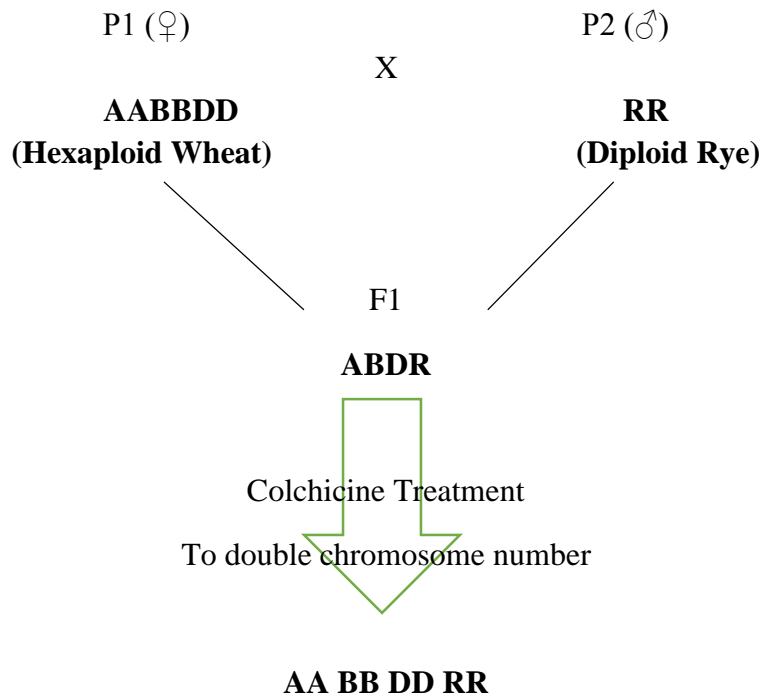 P1 (♀) P2 (♂)
X
AABBDD RR
(Hexaploid Wheat) (Diploid Rye)
F1
ABDR
Colchicine Treatment
To double chromosome number
AA BB DD RR